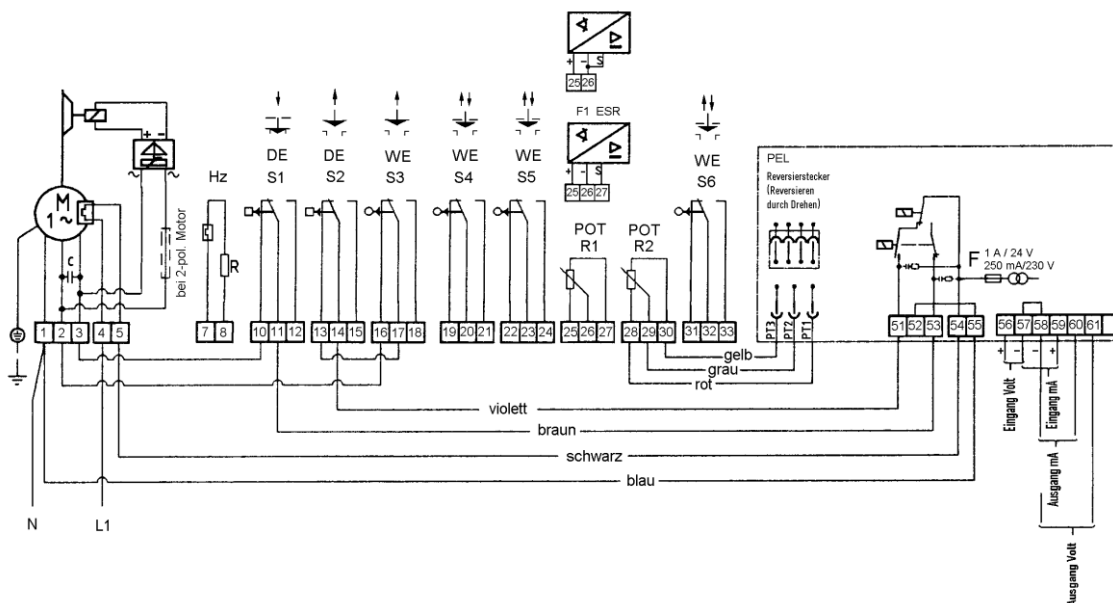 + - S
25 26
F1 ESR
+ - S
25 26 27
+ -
~ ~
M
1 ~
C
bei 2-pol. Motor
Hz
R
DE
S1
DE
S2
WE
S3
WE
S4
WE
S5
WE
S6
POT
R1
POT
R2
PEL
Reversierstecker
(Reversieren
durch Drehen)
PT3
PT2
PT1
F
1 A / 24 V
250 mA/230 V
1 2 3 4 5
7 8
10 11 12
13 14 15
16 17 18
19 20 21
22 23 24
25 26 27
28 29 30
31 32 33
51 52 53 54 55
56 57 58 59 60 61
+ - - +
gelb
grau
rot
violett
braun
schwarz
blau
N
L1
Eingang Volt
Eingang mA
Ausgang mA
Ausgang Volt